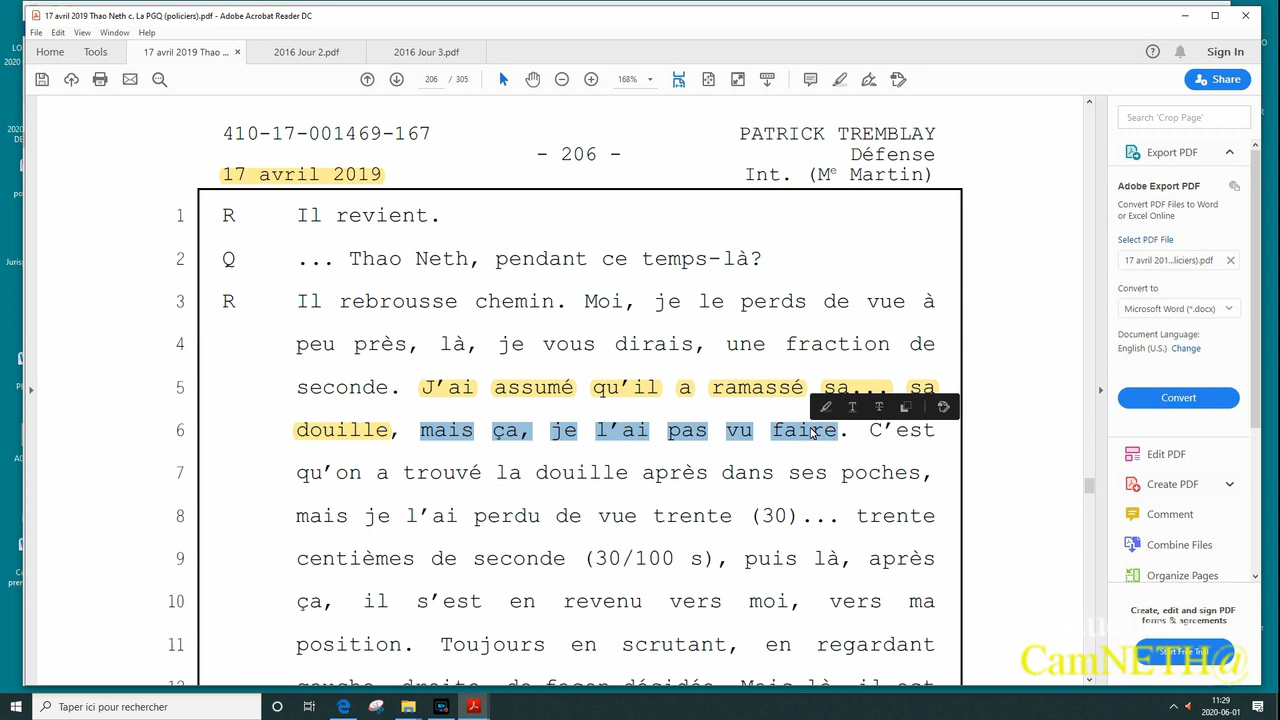 17 avril 2019 Thao Neth c. La PGQ (policiers).pdf - Adobe Acrobat Reader DC
File Edit View Window Help
Home Tools 17 avril 2019 Thao ... × 2016 Jour 2.pdf 2016 Jour 3.pdf Sign In
206 / 305 168% Share
410-17-001469-167 PATRICK TREMBLAY
- 206 - Défense
17 avril 2019 Int. (Me Martin)
1 R Il revient.
2 Q ... Thao Neth, pendant ce temps-là?
3 R Il rebrousse chemin. Moi, je le perds de vue à
4 peu près, là, je vous dirais, une fraction de
5 seconde. J'ai assumé qu'il a ramassé sa... sa
6 douille, mais ça, je l'ai pas vu faire. C'est
7 qu'on a trouvé la douille après dans ses poches,
8 mais je l'ai perdu de vue trente (30)... trente
9 centièmes de seconde (30/100 s), puis là, après
10 ça, il s'est en revenu vers moi, vers ma
11 position. Toujours en scrutant, en regardant
Search 'Crop Page'
Export PDF
Adobe Export PDF
Convert PDF Files to Word
or Excel Online
Select PDF File
17 avril 201...liciers).pdf ×
Convert to
Microsoft Word (*.docx)
Document Language:
English (U.S.) Change
Convert
Edit PDF
Create PDF
Comment
Combine Files
Organize Pages
Create, edit and sign PDF
forms & agreements
Start Free Trial
CamNETH@
Taper ici pour rechercher
11:29
2020-06-01